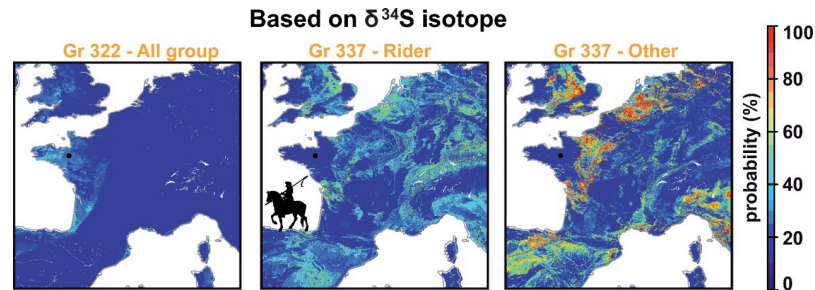 Based on δ³⁴S isotope
Gr 322 - All group
Gr 337 - Rider
Gr 337 - Other
100
80
60
40
20
0
probability (%)